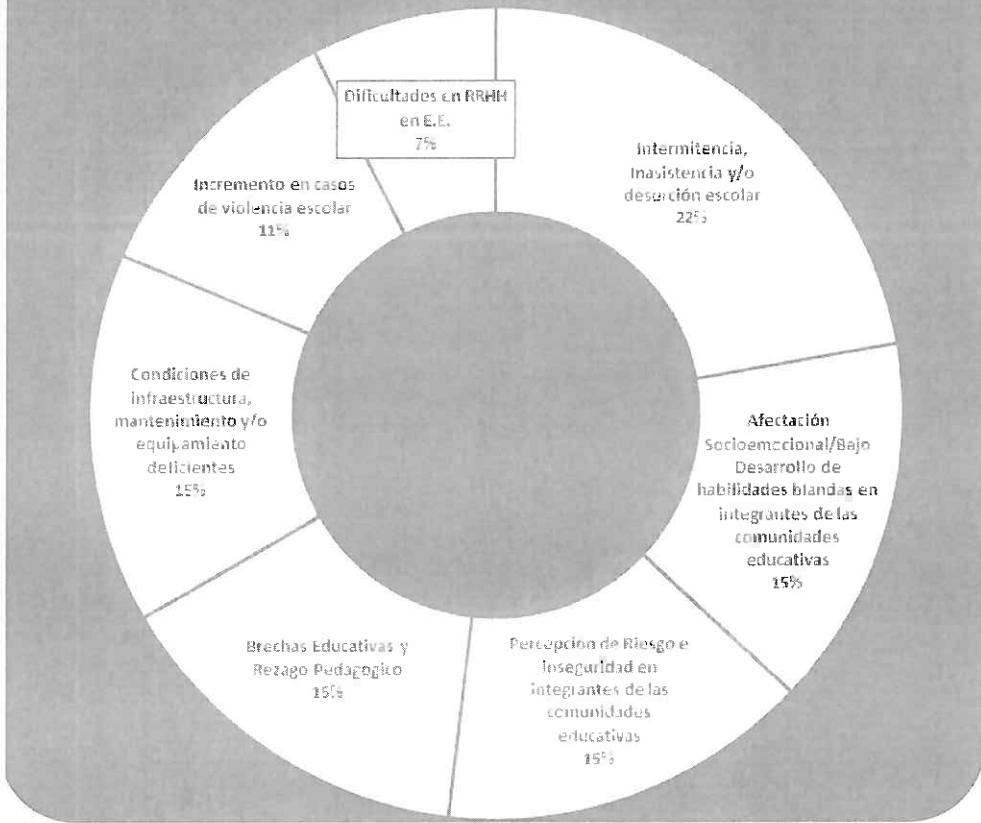 Dificultades en RRHH
en E.E.
7%
Intermitencia,
Inasistencia y/o
deserción escolar
22%
Afectación
Socioemocional/Bajo
Desarrollo de
habilidades blandas en
integrantes de las
comunidades
educativas
15%
Percepción de Riesgo e
inseguridad en
integrantes de las
comunidades
educativas
15%
Brechas Educativas y
Rezago Pedagogico
15%
Condiciones de
infraestructura,
mantenimiento y/o
equipamiento
deficientes
15%
Incremento en casos
de violencia escolar
11%